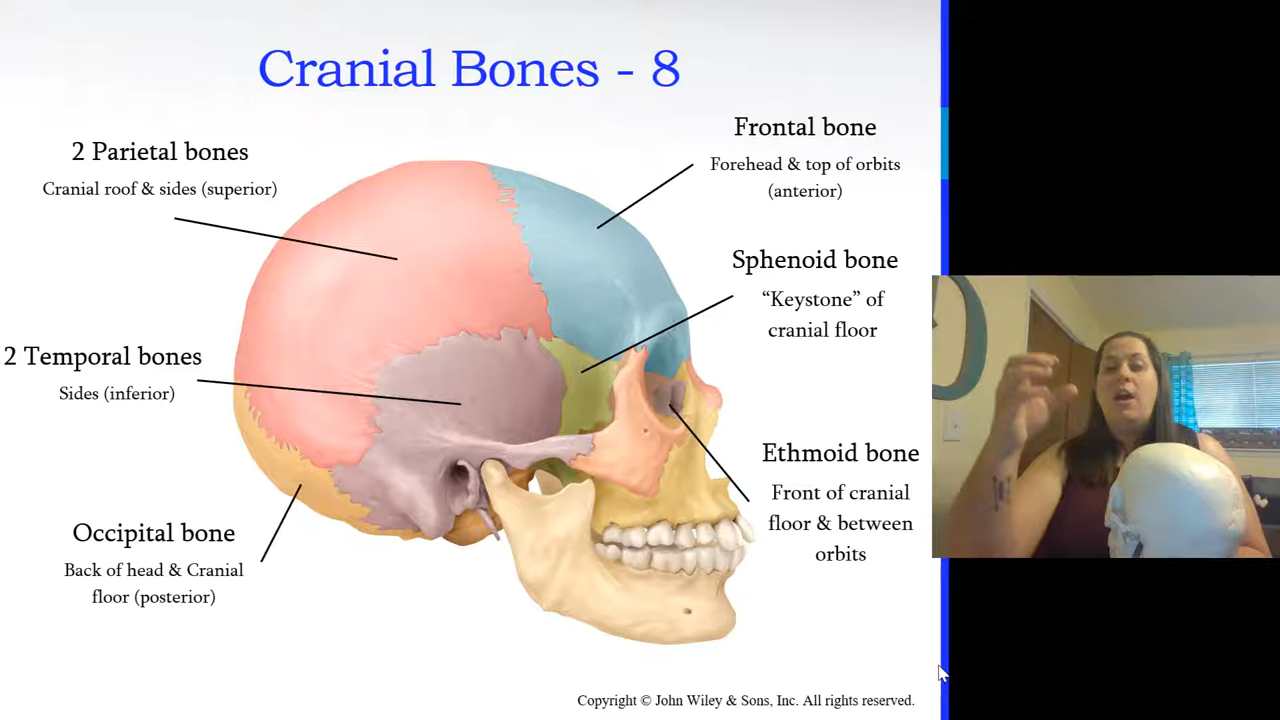 Cranial Bones - 8
2 Parietal bones
Cranial roof & sides (superior)
Frontal bone
Forehead & top of orbits
(anterior)
Sphenoid bone
“Keystone” of
cranial floor
2 Temporal bones
Sides (inferior)
Ethmoid bone
Front of cranial
floor & between
orbits
Occipital bone
Back of head & Cranial
floor (posterior)
Copyright © John Wiley & Sons, Inc. All rights reserved.